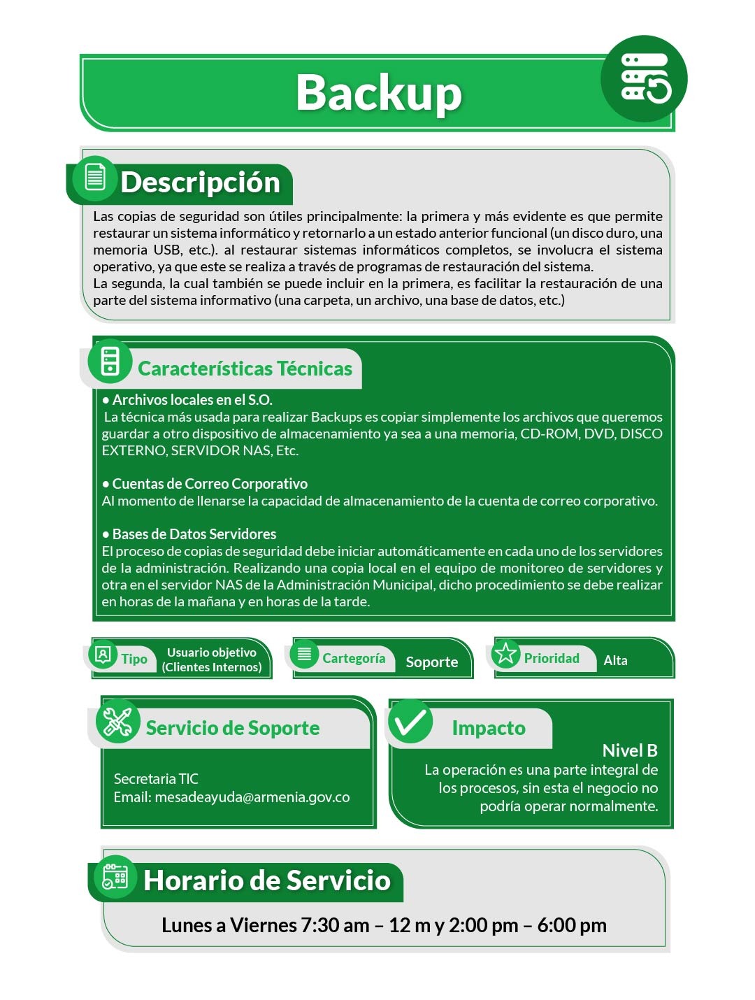 Backup
Descripción
Las copias de seguridad son útiles principalmente: la primera y más evidente es que permite
restaurar un sistema informático y retornarlo a un estado anterior funcional (un disco duro, una
memoria USB, etc.). al restaurar sistemas informáticos completos, se involucra el sistema
operativo, ya que este se realiza a través de programas de restauración del sistema.
La segunda, la cual también se puede incluir en la primera, es facilitar la restauración de una
parte del sistema informativo (una carpeta, un archivo, una base de datos, etc.)
Características Técnicas
● Archivos locales en el S.O.
La técnica más usada para realizar Backups es copiar simplemente los archivos que queremos
guardar a otro dispositivo de almacenamiento ya sea a una memoria, CD-ROM, DVD, DISCO
EXTERNO, SERVIDOR NAS, Etc.
● Cuentas de Correo Corporativo
Al momento de llenarse la capacidad de almacenamiento de la cuenta de correo corporativo.
● Bases de Datos Servidores
El proceso de copias de seguridad debe iniciar automáticamente en cada uno de los servidores
de la administración. Realizando una copia local en el equipo de monitoreo de servidores y
otra en el servidor NAS de la Administración Municipal, dicho procedimiento se debe realizar
en horas de la mañana y en horas de la tarde.
Tipo
Usuario objetivo
(Clientes Internos)
Cartegoría
Soporte
Prioridad
Alta
Servicio de Soporte
Secretaria TIC
Email: mesadeayuda@armenia.gov.co
Impacto
Nivel B
La operación es una parte integral de
los procesos, sin esta el negocio no
podría operar normalmente.
Horario de Servicio
Lunes a Viernes 7:30 am – 12 m y 2:00 pm – 6:00 pm